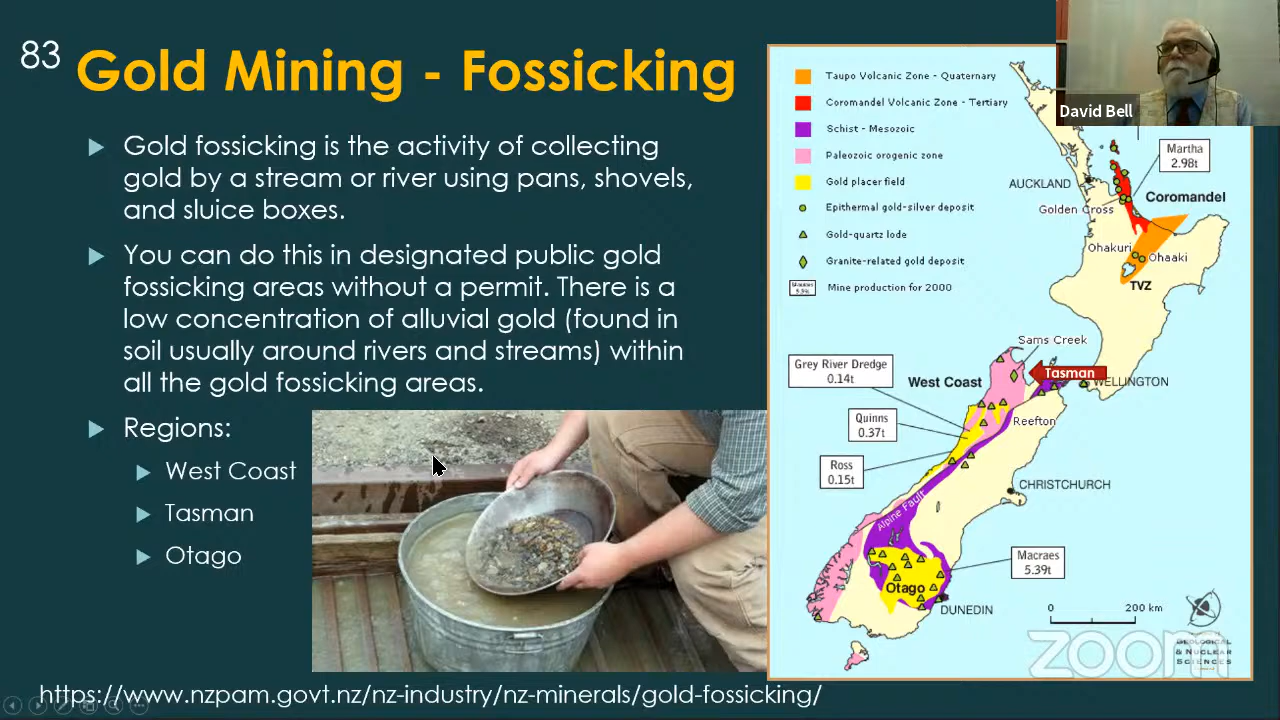 83
Gold Mining - Fossicking
Gold fossicking is the activity of collecting
gold by a stream or river using pans, shovels,
and sluice boxes.
You can do this in designated public gold
fossicking areas without a permit. There is a
low concentration of alluvial gold (found in
soil usually around rivers and streams) within
all the gold fossicking areas.
Regions:
West Coast
Tasman
Otago
https://www.nzpam.govt.nz/nz-industry/nz-minerals/gold-fossicking/
David Bell
Taupo Volcanic Zone - Quaternary
Coromandel Volcanic Zone - Tertiary
Schist - Mesozoic
Paleozoic orogenic zone
Gold placer field
Epithermal gold-silver deposit
Gold-quartz lode
Granite-related gold deposit
Macraes
5.39t
Mine production for 2000
Martha
2.98t
AUCKLAND
Coromandel
Golden Cross
Ohakuri
Ohaaki
TVZ
Sams Creek
Grey River Dredge
0.14t
West Coast
Tasman
WELLINGTON
Quinns
0.37t
Reefton
Ross
0.15t
CHRISTCHURCH
Alpine Fault
Macraes
5.39t
Otago
DUNEDIN
0
200 km
zoom
GEOLOGICAL
& NUCLEAR
SCIENCES